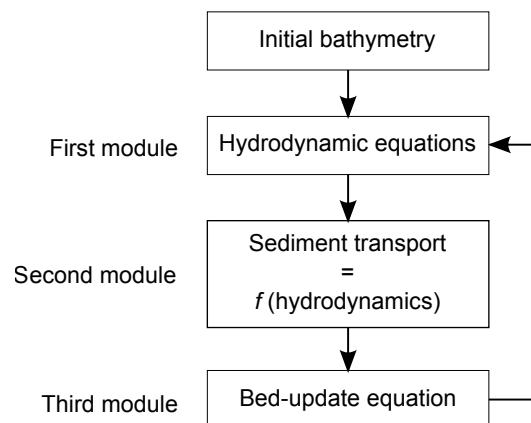 Initial bathymetry
First module
Hydrodynamic equations
Second module
Sediment transport
=
f (hydrodynamics)
Third module
Bed-update equation